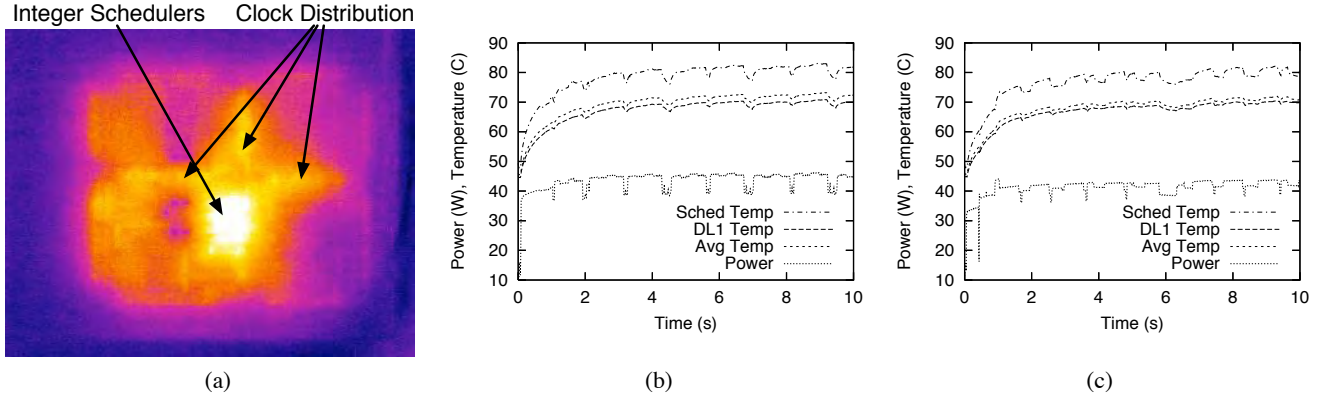 Integer Schedulers Clock Distribution
(a)
Power (W), Temperature (C)
90
80
70
60
50
40
30
20
10
Sched Temp
DL1 Temp
Avg Temp
Power
0 2 4 6 8 10
Time (s)
(b)
Power (W), Temperature (C)
90
80
70
60
50
40
30
20
10
Sched Temp
DL1 Temp
Avg Temp
Power
0 2 4 6 8 10
Time (s)
(c)